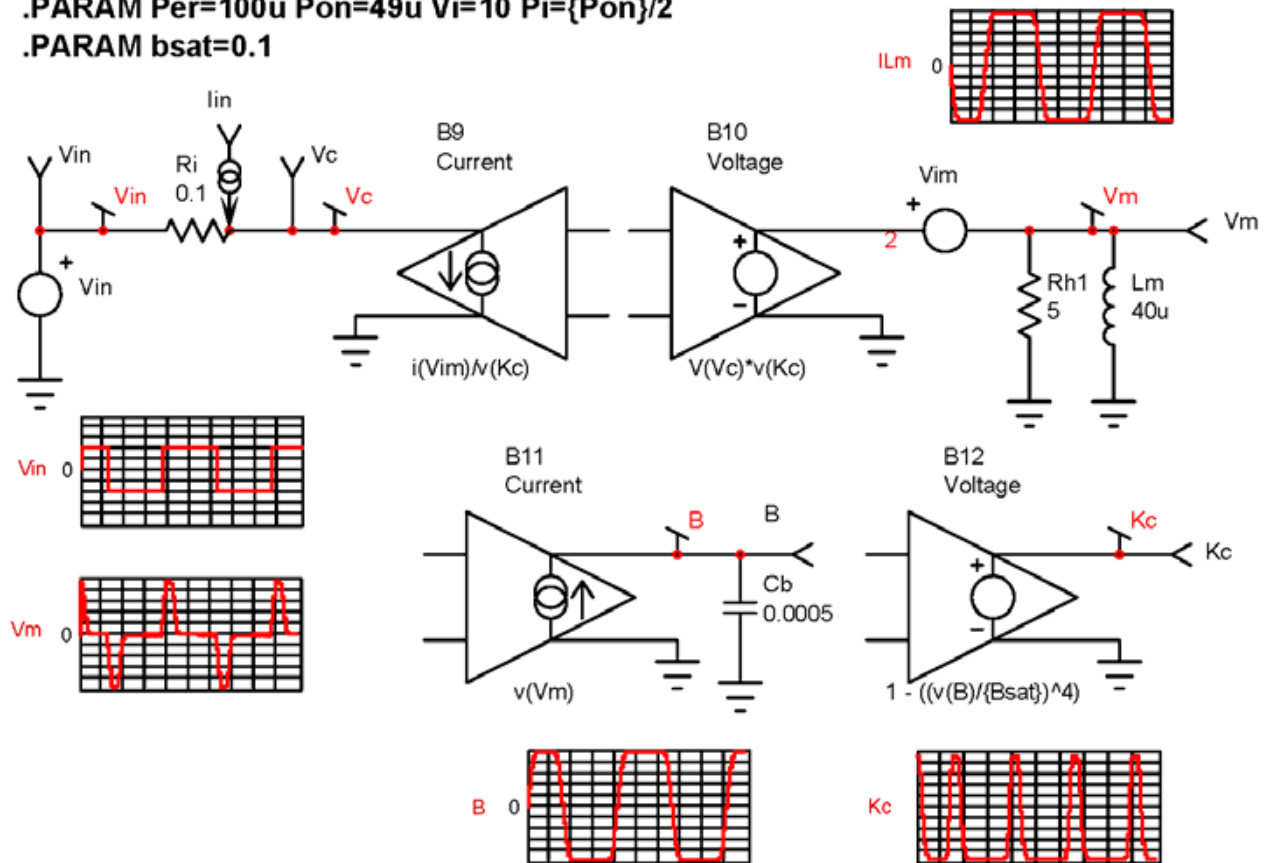 .PARAM Per=100u Pon=49u Vi=10 Pi={Pon}/2
.PARAM bsat=0.1
ILm 0
Iin
Vin
Ri
0.1
Vc
Vin
Vc
B9
Current
B10
Voltage
Vim
+
2
Vm
Vm
+
Vin
+
−
Rh1
5
Lm
40u
i(Vim)/v(Kc)
V(Vc)*v(Kc)
Vin 0
B11
Current
B12
Voltage
B
B
Kc
Kc
Cb
0.0005
+
−
Vm 0
v(Vm)
1 - ((v(B)/{Bsat})^4)
B 0
Kc